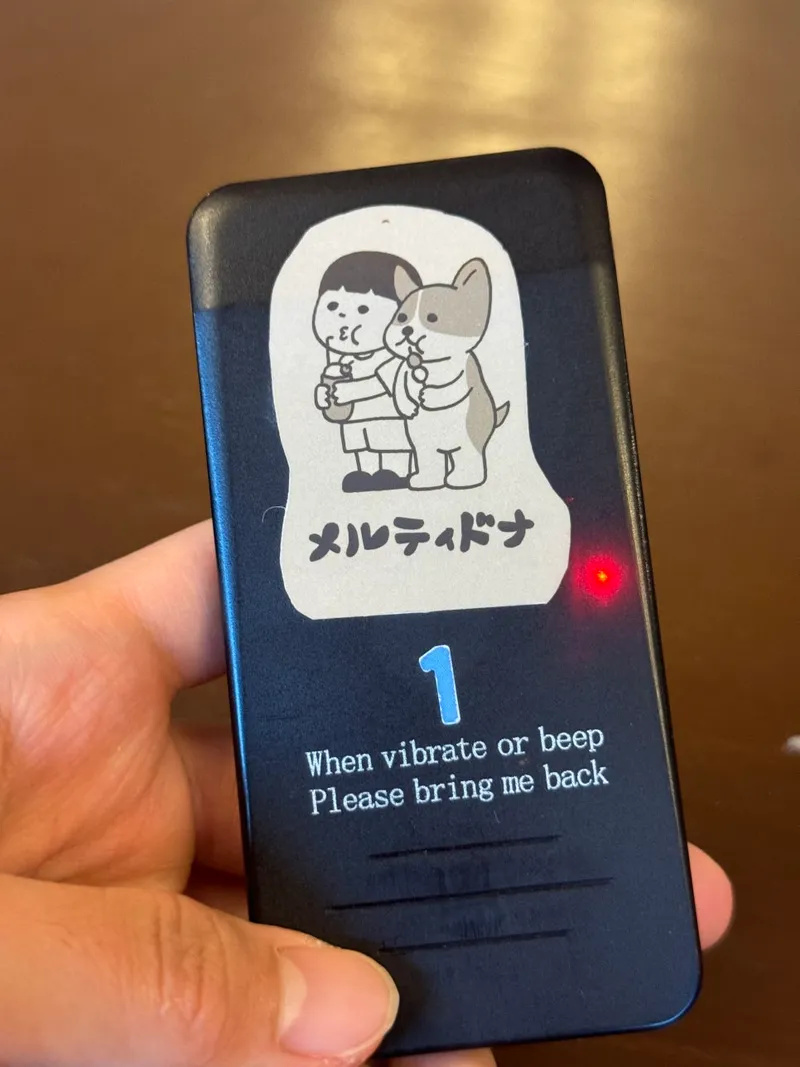 メルティドナ
1
When vibrate or beep
Please bring me back